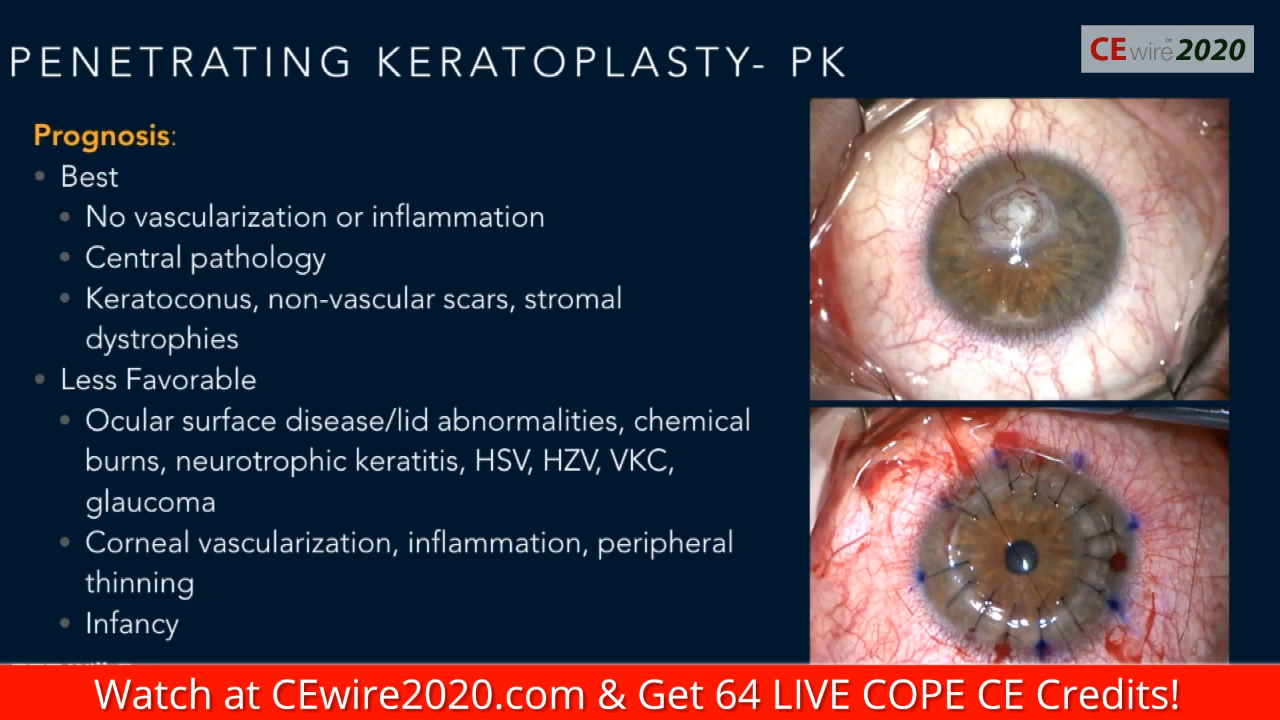 PENETRATING KERATOPLASTY- PK
CEwire™2020
Prognosis:
• Best
• No vascularization or inflammation
• Central pathology
• Keratoconus, non-vascular scars, stromal
dystrophies
• Less Favorable
• Ocular surface disease/lid abnormalities, chemical
burns, neurotrophic keratitis, HSV, HZV, VKC,
glaucoma
• Corneal vascularization, inflammation, peripheral
thinning
• Infancy
Watch at CEwire2020.com & Get 64 LIVE COPE CE Credits!